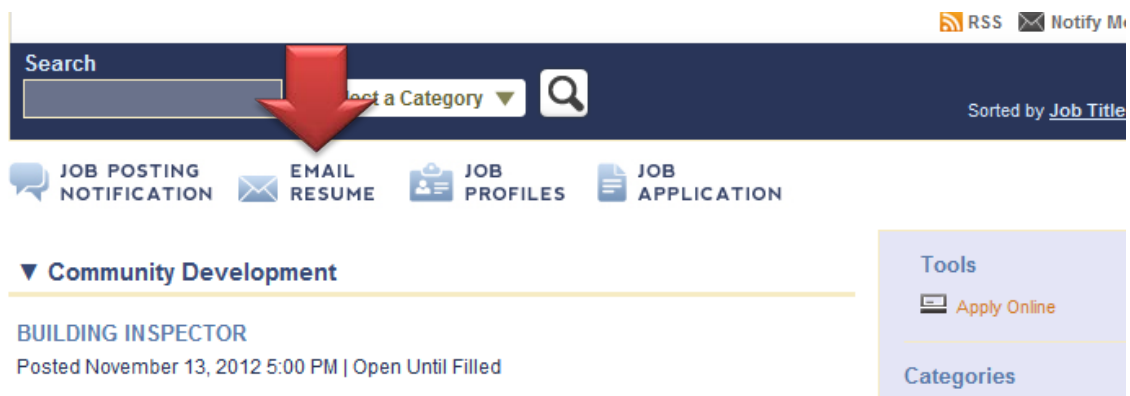 RSS Notify
Search
a Category
Sorted by Job Title
JOB POSTING
NOTIFICATION
EMAIL
RESUME
JOB
PROFILES
JOB
APPLICATION
Community Development
Tools
Apply Online
BUILDING INSPECTOR
Posted November 13, 2012 5:00 PM | Open Until Filled
Categories